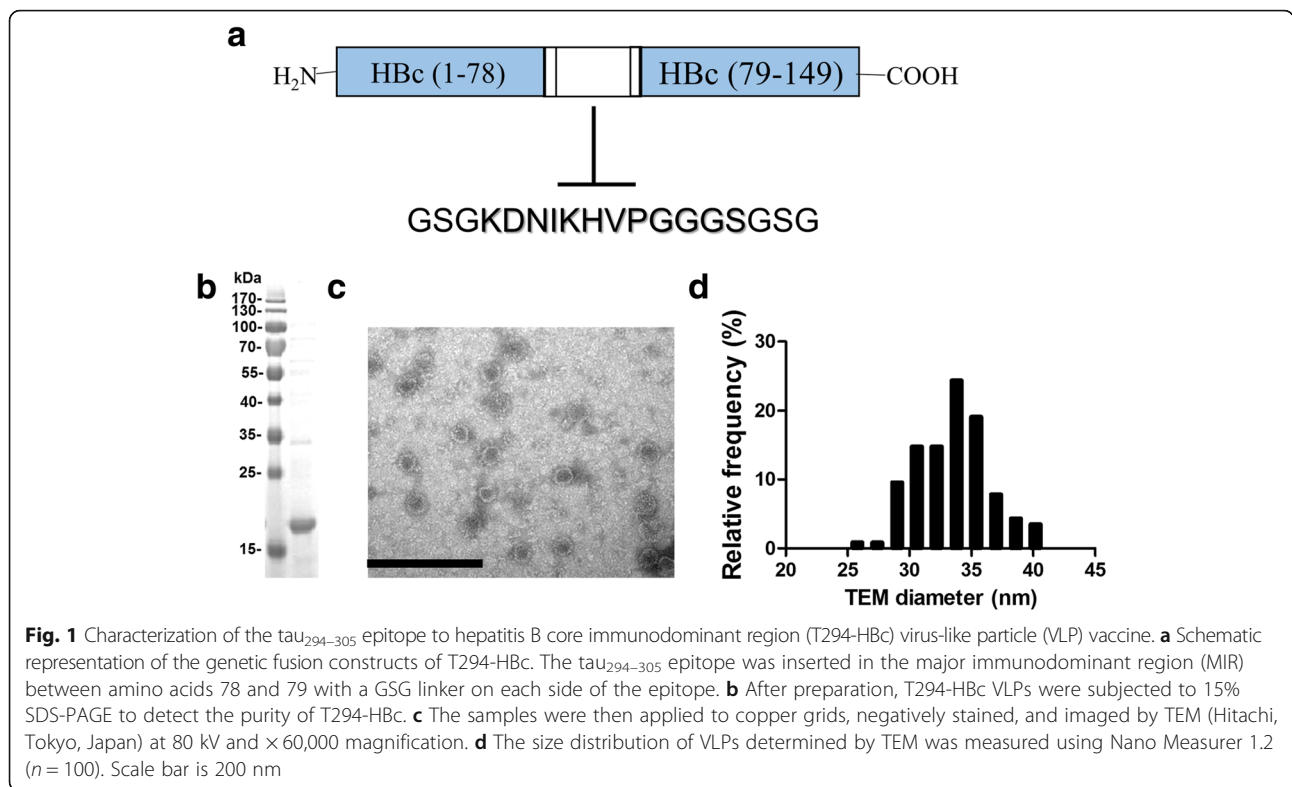 a
H₂N
HBc (1-78)
HBc (79-149)
COOH
GSGKDNIKHVPGGGSGSG
b
kDa
170-
130-
100-
70-
55-
40-
35-
25-
15-
c
d
Relative frequency (%)
30
20
10
0
20 25 30 35 40 45
TEM diameter (nm)
Fig. 1 Characterization of the tau₂₉₄₋₃₀₅ epitope to hepatitis B core immunodominant region (T294-HBc) virus-like particle (VLP) vaccine. a Schematic
representation of the genetic fusion constructs of T294-HBc. The tau₂₉₄₋₃₀₅ epitope was inserted in the major immunodominant region (MIR)
between amino acids 78 and 79 with a GSG linker on each side of the epitope. b After preparation, T294-HBc VLPs were subjected to 15%
SDS-PAGE to detect the purity of T294-HBc. c The samples were then applied to copper grids, negatively stained, and imaged by TEM (Hitachi,
Tokyo, Japan) at 80 kV and × 60,000 magnification. d The size distribution of VLPs determined by TEM was measured using Nano Measurer 1.2
(n = 100). Scale bar is 200 nm